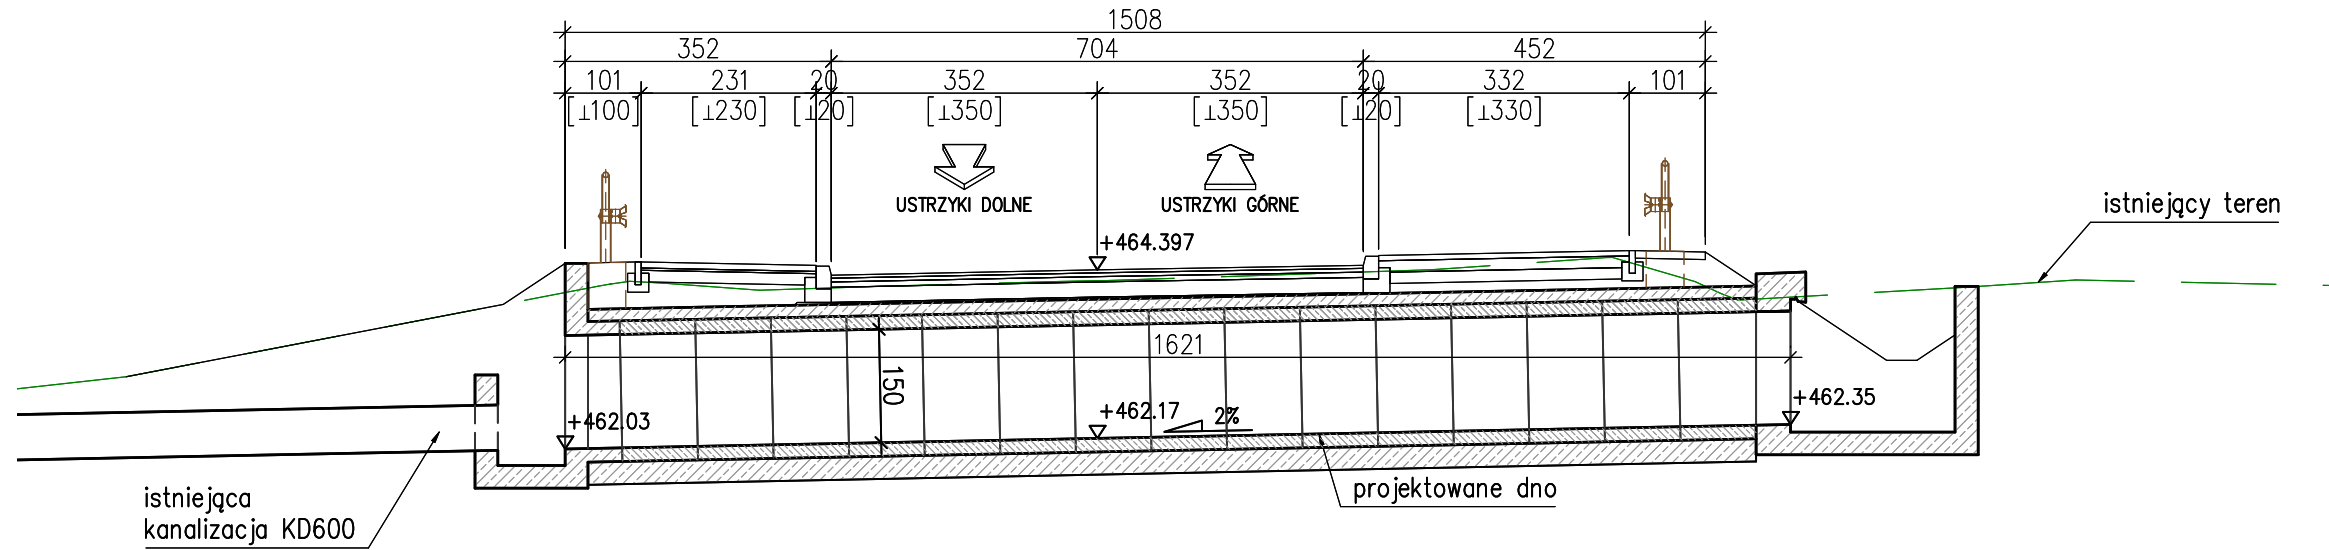 1508
352 704 452
101 231 20 352 352 20 332 101
[⊥100] [⊥230] [⊥20] [⊥350] [⊥350] [⊥20] [⊥330]
USTRZYKI DOLNE USTRZYKI GÓRNE
istniejący teren
+464.397
1621
150
+462.03 +462.17 2% +462.35
projektowane dno
istniejąca
kanalizacja KD600